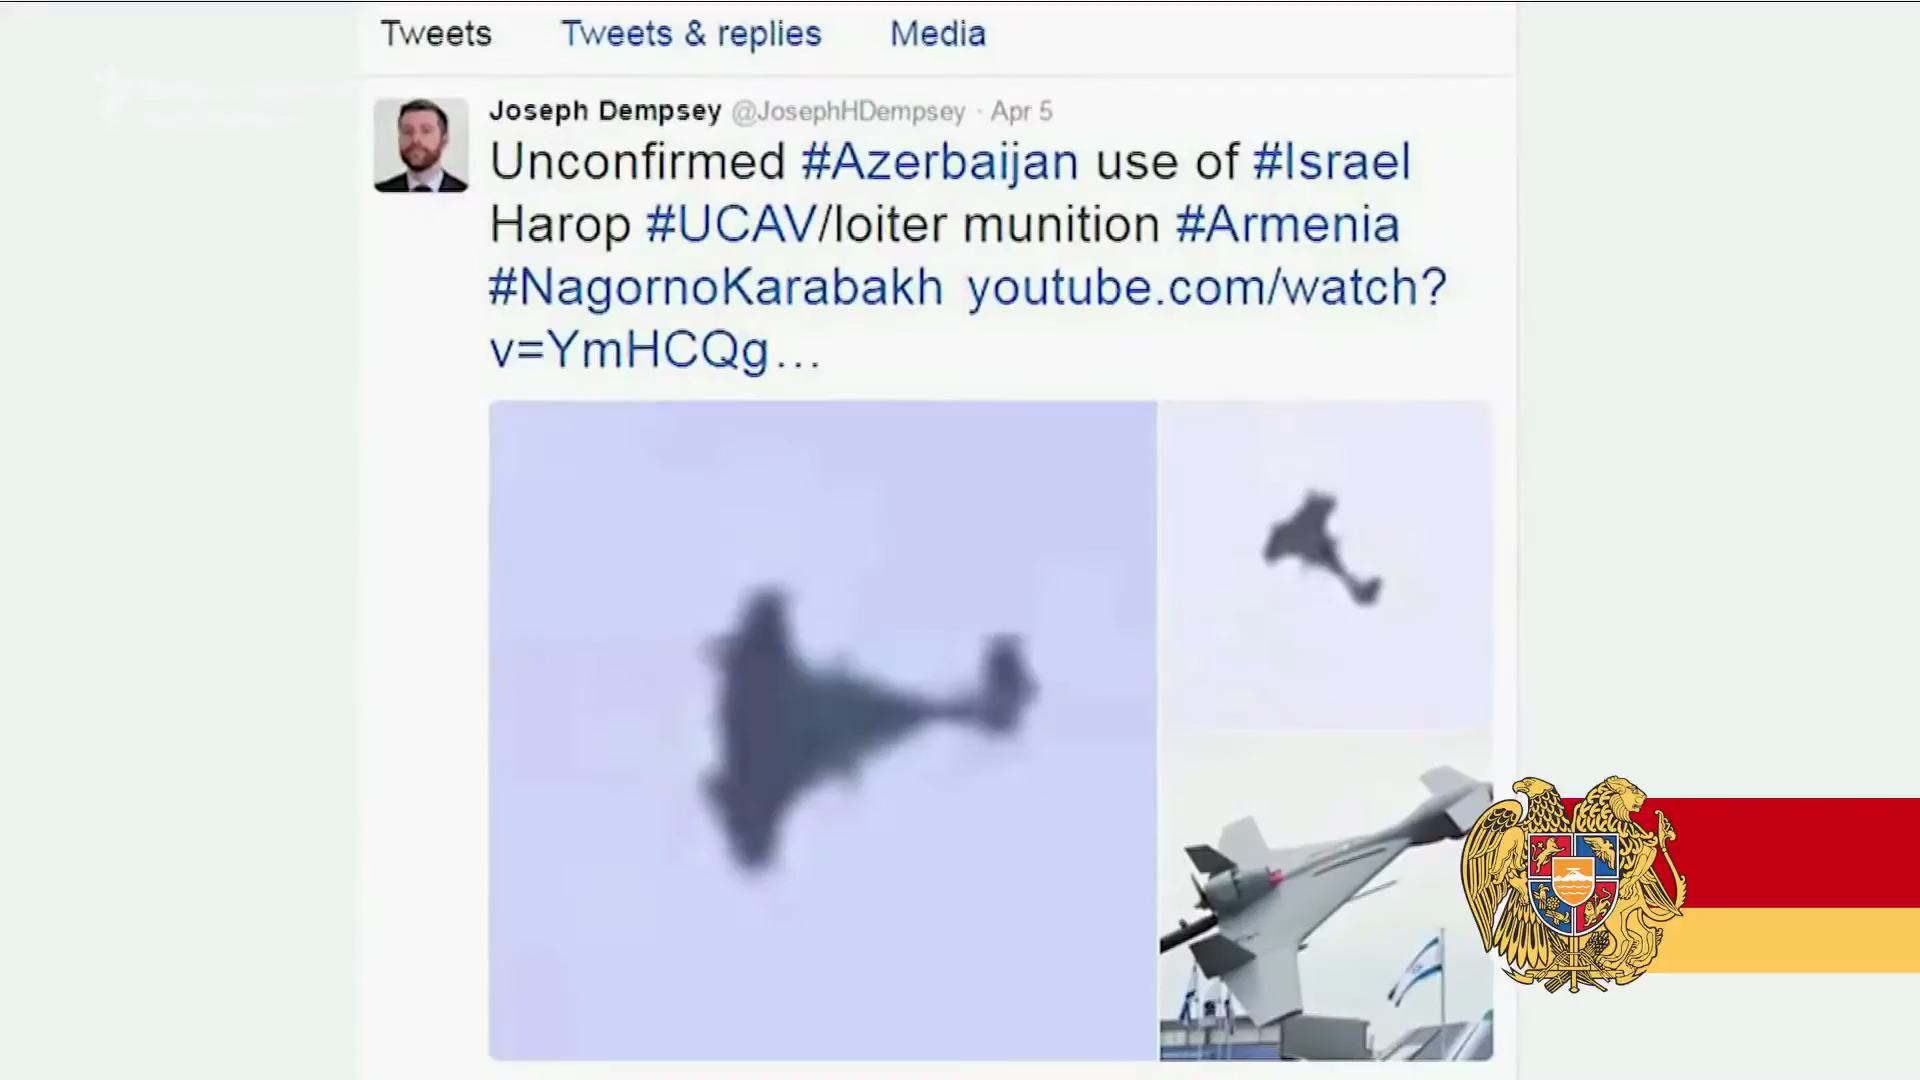 Tweets Tweets & replies Media
Joseph Dempsey @JosephHDempsey · Apr 5
Unconfirmed #Azerbaijan use of #Israel
Harop #UCAV/loiter munition #Armenia
#NagornoKarabakh youtube.com/watch?
v=YmHCQg...